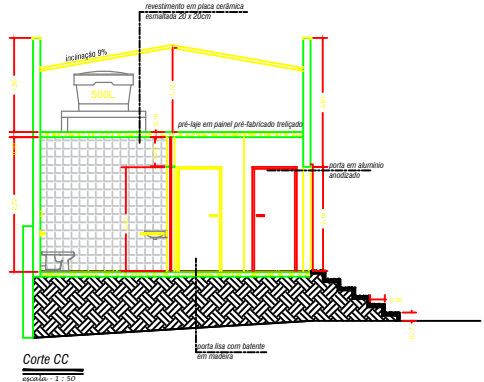 revestimento em placa cerâmica
esmaltada 20 x 20cm
inclinação 9%
500L
pré-laje em painel pré-fabricado treliçado
porta em alumínio
anodizado
porta lisa com batente
em madeira
Corte CC
escala - 1 : 50